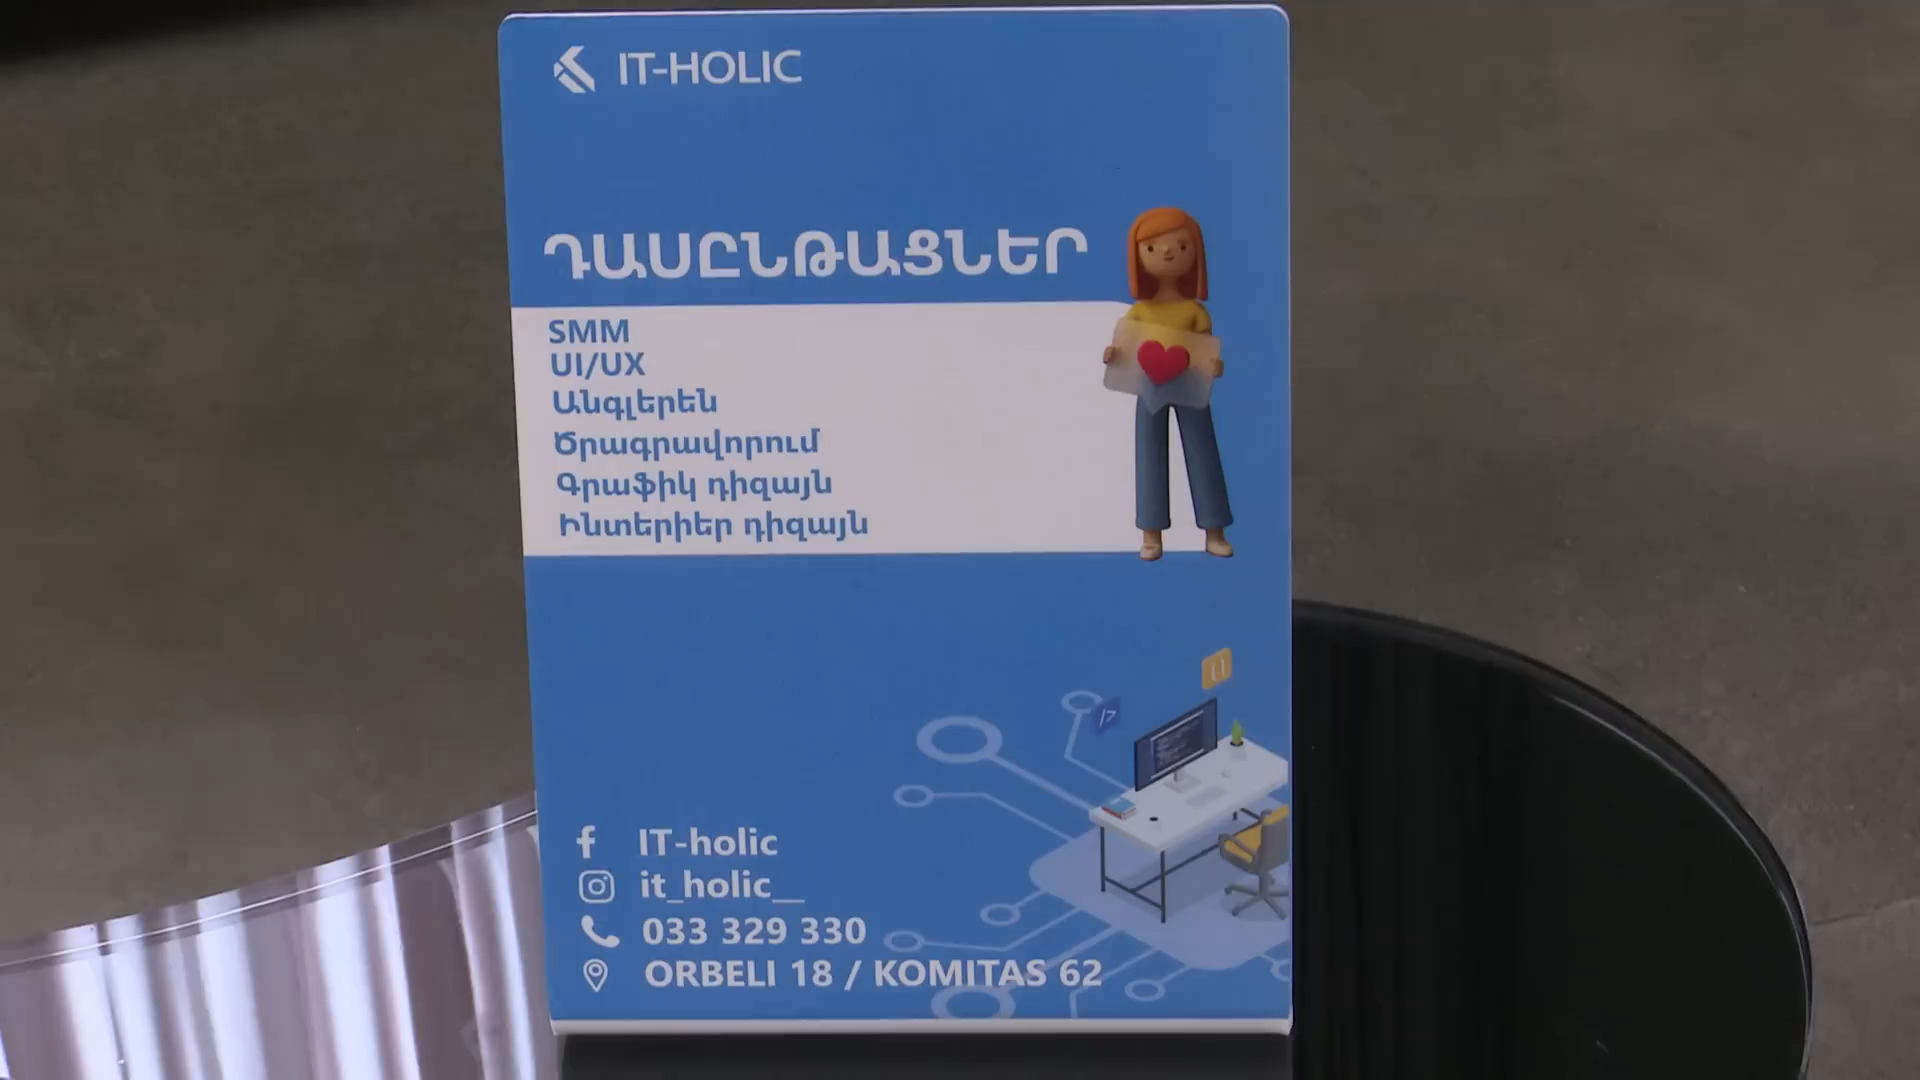 IT-HOLIC
ԴԱՍԸՆԹԱՑՆԵՐ
SMM
UI/UX
Անգլերեն
Ծրագրավորում
Գրաֆիկ դիզայն
Ինտերիեր դիզայն
IT-holic
it_holic__
033 329 330
ORBELI 18 / KOMITAS 62